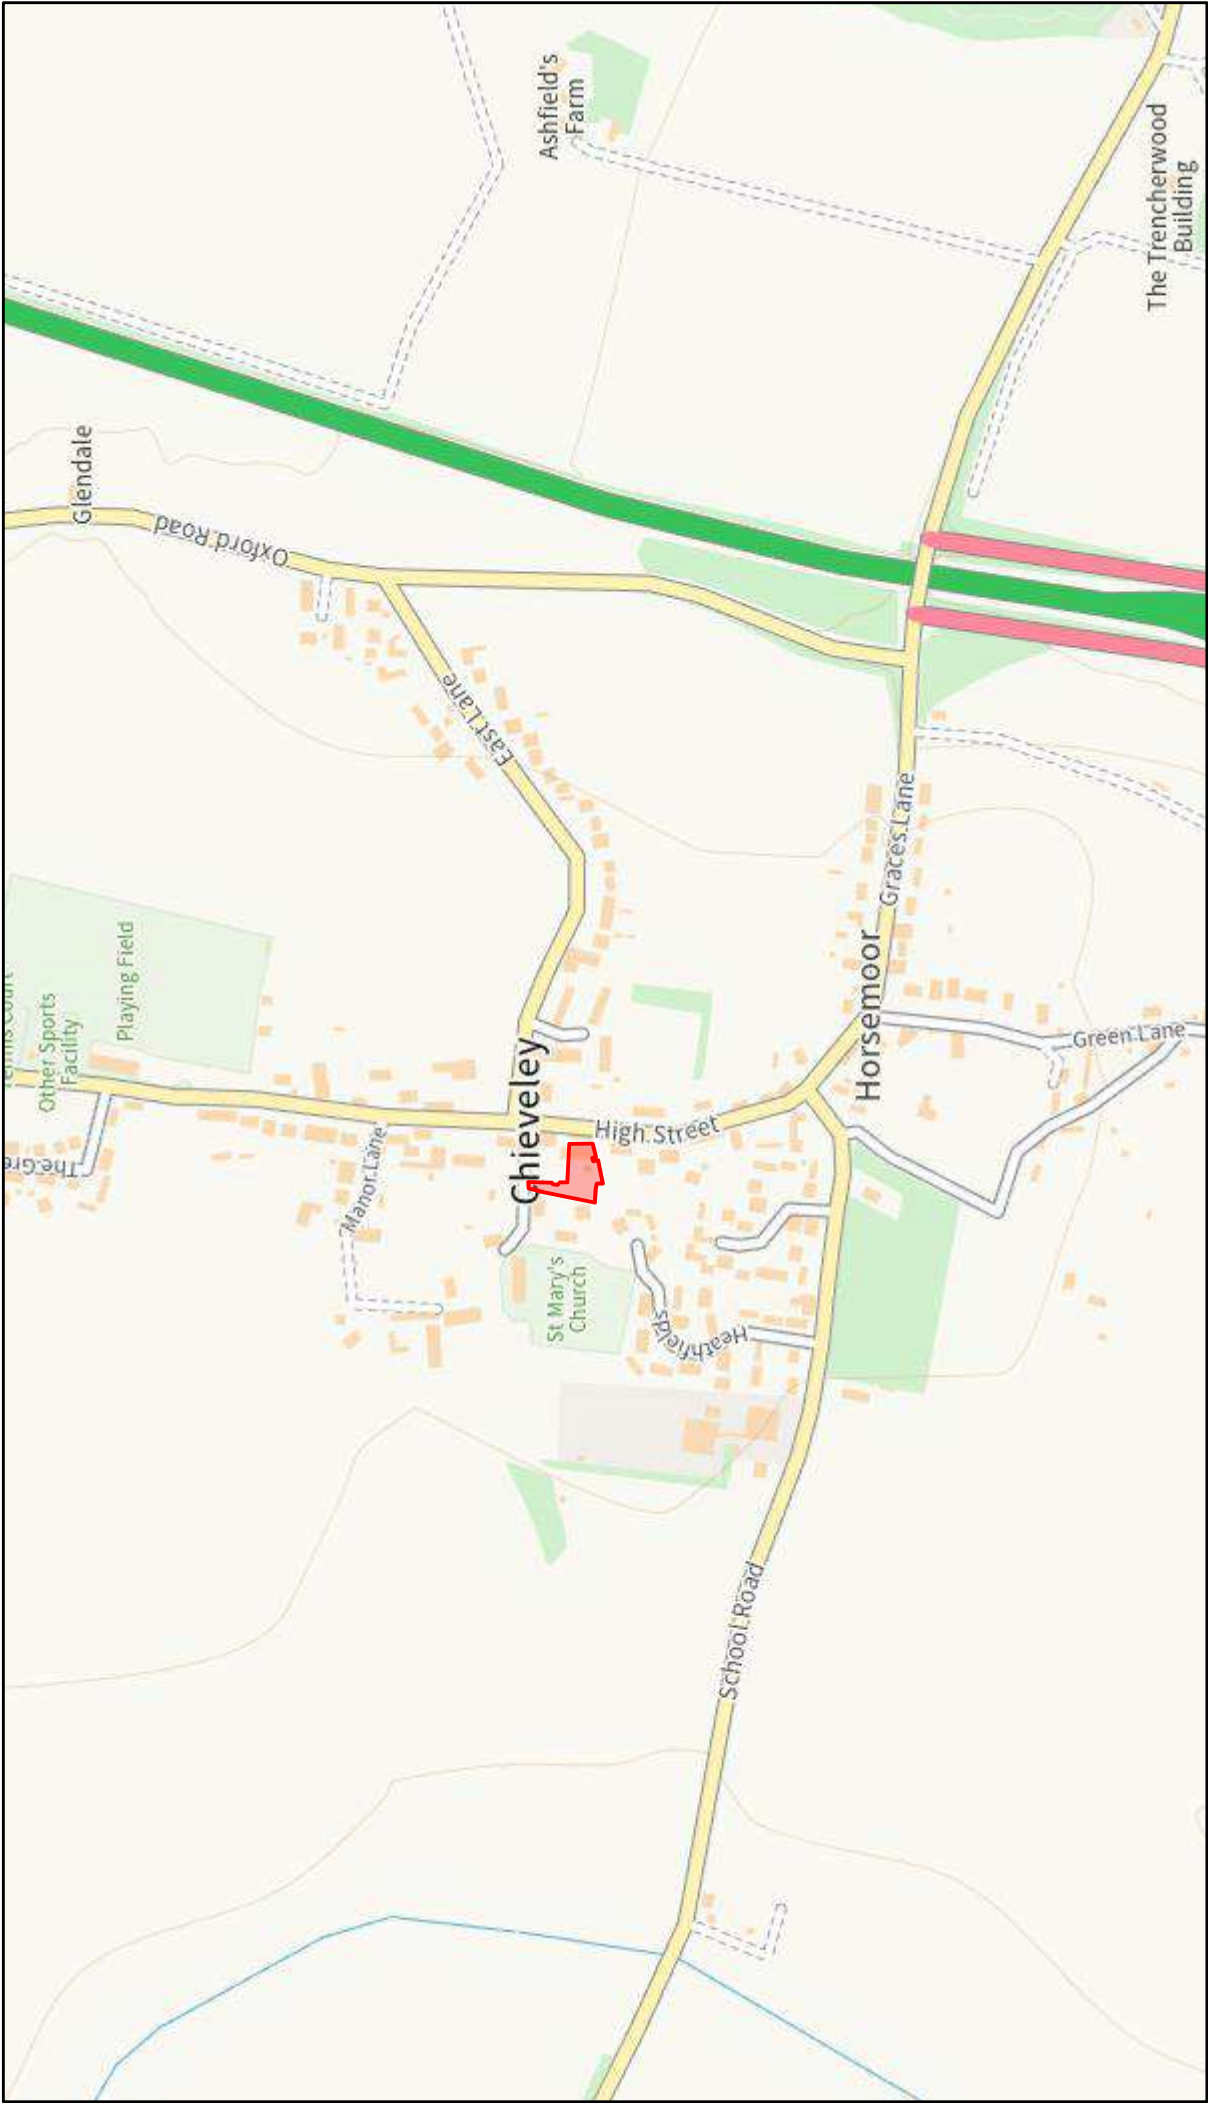 Ashfield's
Farm
The Trencherwood
Building
Glendale
Oxford Road
East Lane
Graces Lane
Playing Field
Other Sports
Facility
Horsemoor
Green Lane
Chieveley
High Street
Manor Lane
St Mary's
Church
Heathfields
School Road